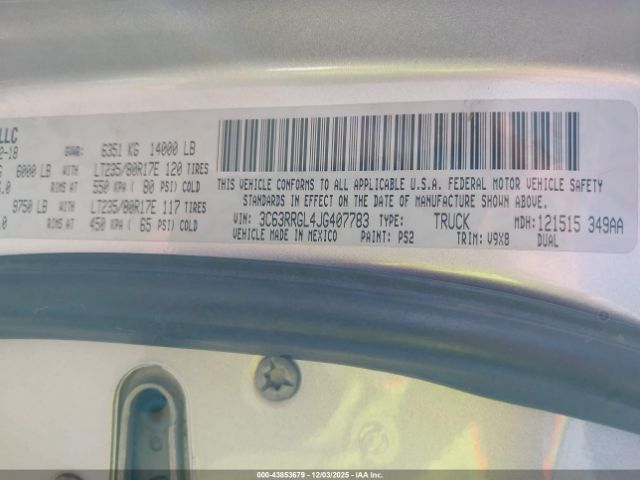 LLC
2-18
GVWR: 6351 KG 14000 LB
6000 LB WITH LT235/80R17E 120 TIRES
RIMS AT 550 KPA ( 80 PSI) COLD
9750 LB WITH LT235/80R17E 117 TIRES
RIMS AT 450 KPA ( 65 PSI) COLD
THIS VEHICLE CONFORMS TO ALL APPLICABLE U.S.A. FEDERAL MOTOR VEHICLE SAFETY
STANDARDS IN EFFECT ON THE DATE OF MANUFACTURE SHOWN ABOVE.
VIN: 3C63RRGL4JG407783 TYPE: TRUCK MDH: 121515 349AA
VEHICLE MADE IN MEXICO PAINT: PS2 TRIM: V9X8 DUAL
000-43853679 - 12/03/2025 - IAAI.com